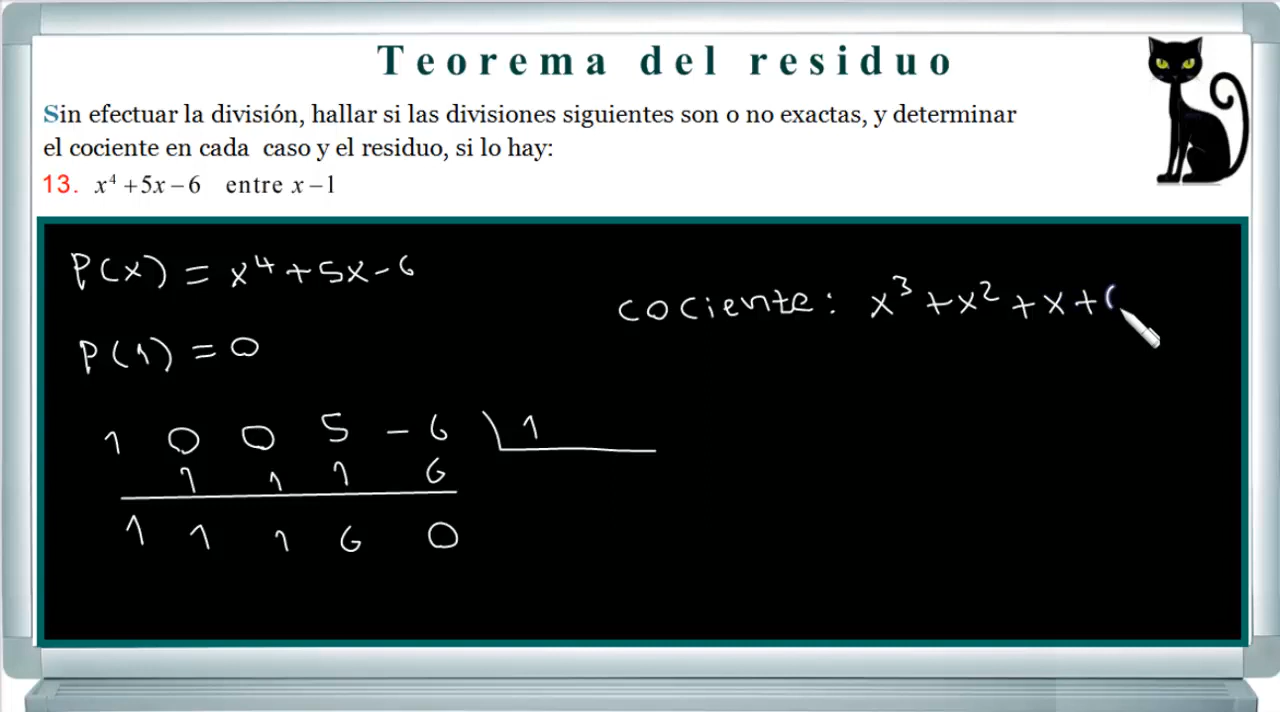 Teorema del residuo
Sin efectuar la división, hallar si las divisiones siguientes son o no exactas, y determinar
el cociente en cada caso y el residuo, si lo hay:
13. x⁴ + 5x – 6 entre x – 1
P(x) = x⁴ + 5x – 6
cociente: x³ + x² + x +
P(1) = 0
1 0 0 5 – 6 1
1 1 1 6
1 1 1 6 0